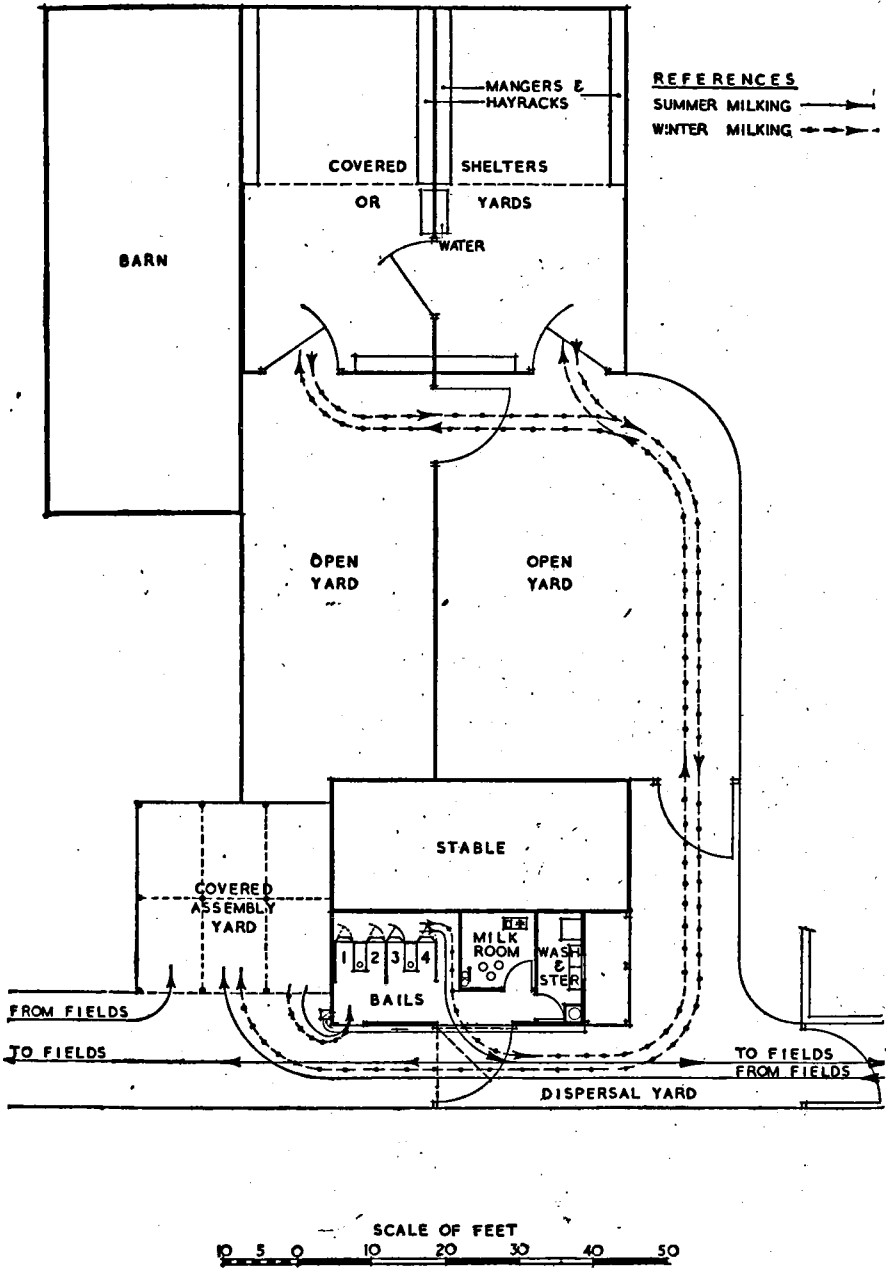 REFERENCES
SUMMER MILKING
WINTER MILKING
MANGERS &
HAYRACKS
COVERED SHELTERS
OR YARDS
WATER
BARN
OPEN
YARD
OPEN
YARD
STABLE
COVERED
ASSEMBLY
YARD
1 2 3 4
BAILS
MILK
ROOM
WASH
&
STER
FROM FIELDS
TO FIELDS
TO FIELDS
FROM FIELDS
DISPERSAL YARD
SCALE OF FEET
10 5 0 10 20 30 40 50